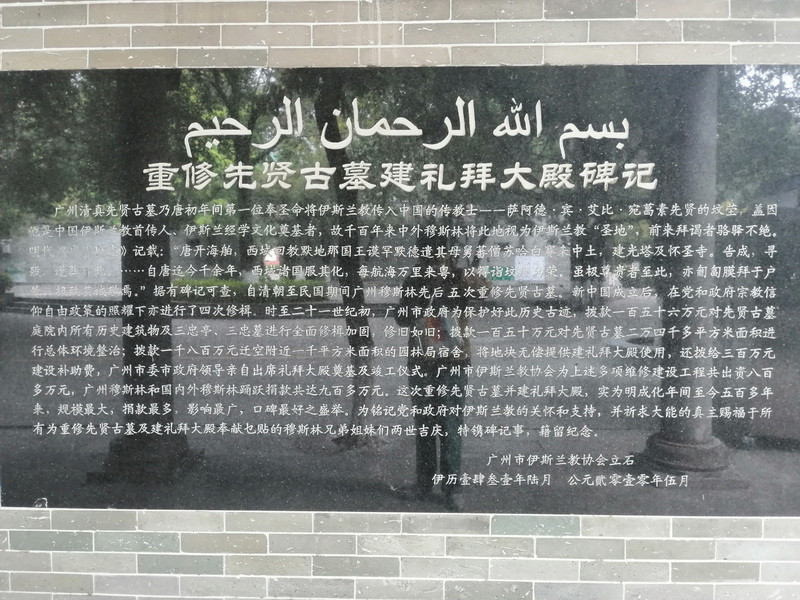 بسم الله الرحمان الرحيم
重修先贤古墓建礼拜大殿碑记
广州清真先贤古墓乃唐初年间第一位奉圣命将伊斯兰教传入中国的传教士——萨阿德·宾·艾比·宛葛素先贤的坟茔,盖因
是中国伊斯兰教首传人、伊斯兰经学文化奠基者,故千百年来中外穆斯林将此地视为伊斯兰教“圣地”,前来拜谒者骆驿不绝。
记载:“唐开海舶,西域回教默地那国王谟罕默德遣其母舅蕃僧苏哈白赛来中土,建光塔及怀圣寺。告成,寻
……自唐迄今千余年,西域诸国服其化,每航海万里来粤,以得诣坟为荣,虽极尊贵者至此,亦匍匐膜拜于户
。”据有碑记可查,自清朝至民国期间广州穆斯林先后五次重修先贤古墓。新中国成立后,在党和政府宗教信
仰自由政策的照耀下亦进行了四次修缉。时至二十一世纪初,广州市政府为保护好此历史古迹,拨款一百五十六万元对先贤古墓
庭院内所有历史建筑物及三忠亭、三忠墓进行全面修缉加固,修旧如旧;拨款一百五十万元对先贤古墓二万四千多平方米面积进
行总体环境整治;拨款一千八百万元迁空附近一千平方米面积的园林局宿舍,将地块无偿提供建礼拜大殿使用,还拨给三百万元
建设补助费,广州市委市政府领导亲自出席礼拜大殿奠基及竣工仪式。广州市伊斯兰教协会为上述多项维修建设工程共出资八百
多万元,广州穆斯林和国内外穆斯林踊跃捐款共达九百多万元。这次重修先贤古墓并建礼拜大殿,实为明成化年间至今五百多年
来,规模最大,捐款最多,影响最广,口碑最好之盛举。为铭记党和政府对伊斯兰教的关怀和支持,并祈求大能的真主赐福于所
有为重修先贤古墓及建礼拜大殿奉献乜贴的穆斯林兄弟姐妹们两世吉庆,特镌碑记事,籍留纪念。
广州市伊斯兰教协会立石
伊历壹肆叁壹年陆月 公元贰零壹零年伍月